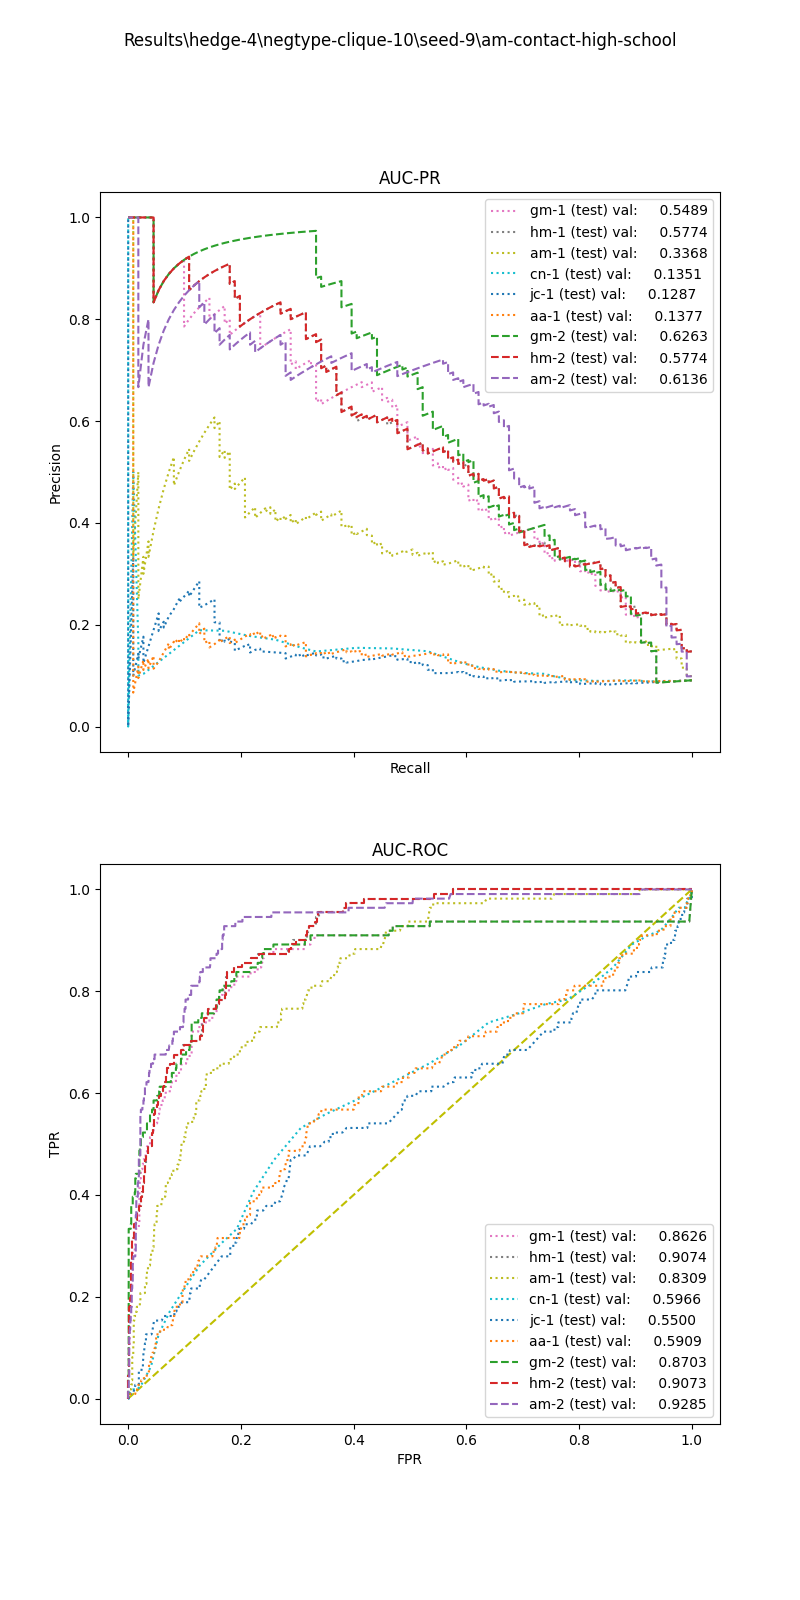 Results\hedge-4\negtype-clique-10\seed-9\am-contact-high-school
AUC-PR
1.0
0.8
0.6
0.4
0.2
0.0
Precision
gm-1 (test) val: 0.5489
hm-1 (test) val: 0.5774
am-1 (test) val: 0.3368
cn-1 (test) val: 0.1351
jc-1 (test) val: 0.1287
aa-1 (test) val: 0.1377
gm-2 (test) val: 0.6263
hm-2 (test) val: 0.5774
am-2 (test) val: 0.6136
Recall
AUC-ROC
1.0
0.8
0.6
0.4
0.2
0.0
TPR
gm-1 (test) val: 0.8626
hm-1 (test) val: 0.9074
am-1 (test) val: 0.8309
cn-1 (test) val: 0.5966
jc-1 (test) val: 0.5500
aa-1 (test) val: 0.5909
gm-2 (test) val: 0.8703
hm-2 (test) val: 0.9073
am-2 (test) val: 0.9285
0.0 0.2 0.4 0.6 0.8 1.0
FPR